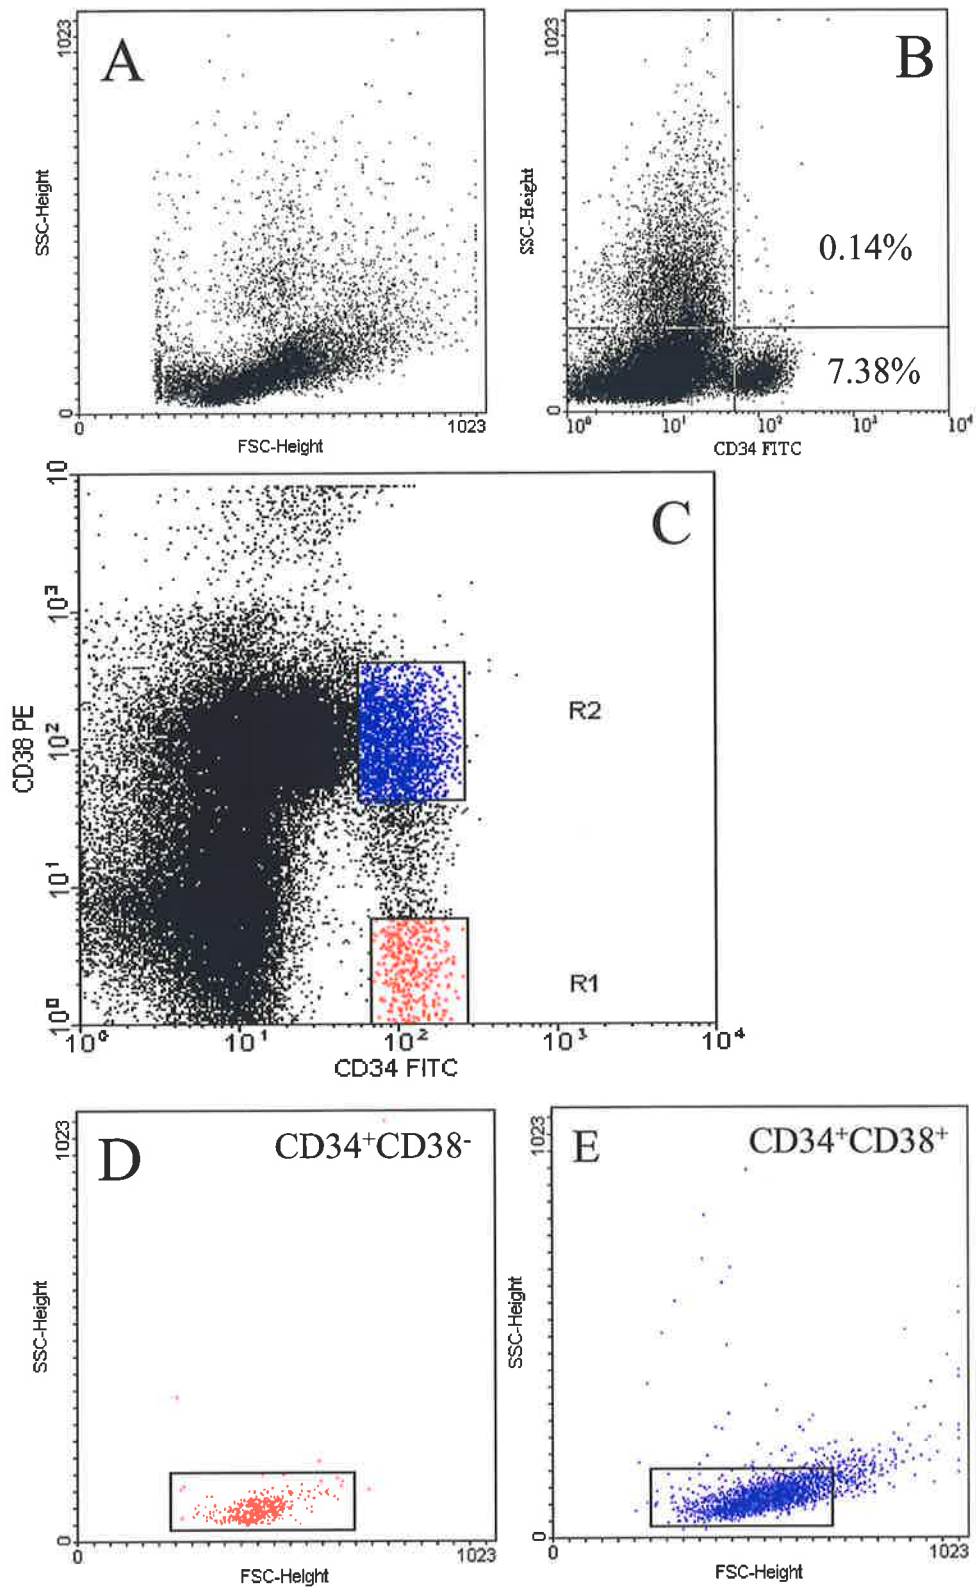 A
1023
SSC-Height
0
0
1023
FSC-Height
B
1023
SSC-Height
0.14%
7.38%
0
10⁰ 10¹ 10² 10³ 10⁴
CD34 FITC
C
10
10³
CD38 PE
10²
10¹
10⁰
R2
R1
10⁰ 10¹ 10² 10³ 10⁴
CD34 FITC
D
CD34⁺CD38⁻
1023
SSC-Height
0
0
1023
FSC-Height
E
CD34⁺CD38⁺
1023
SSC-Height
0
0
1023
FSC-Height